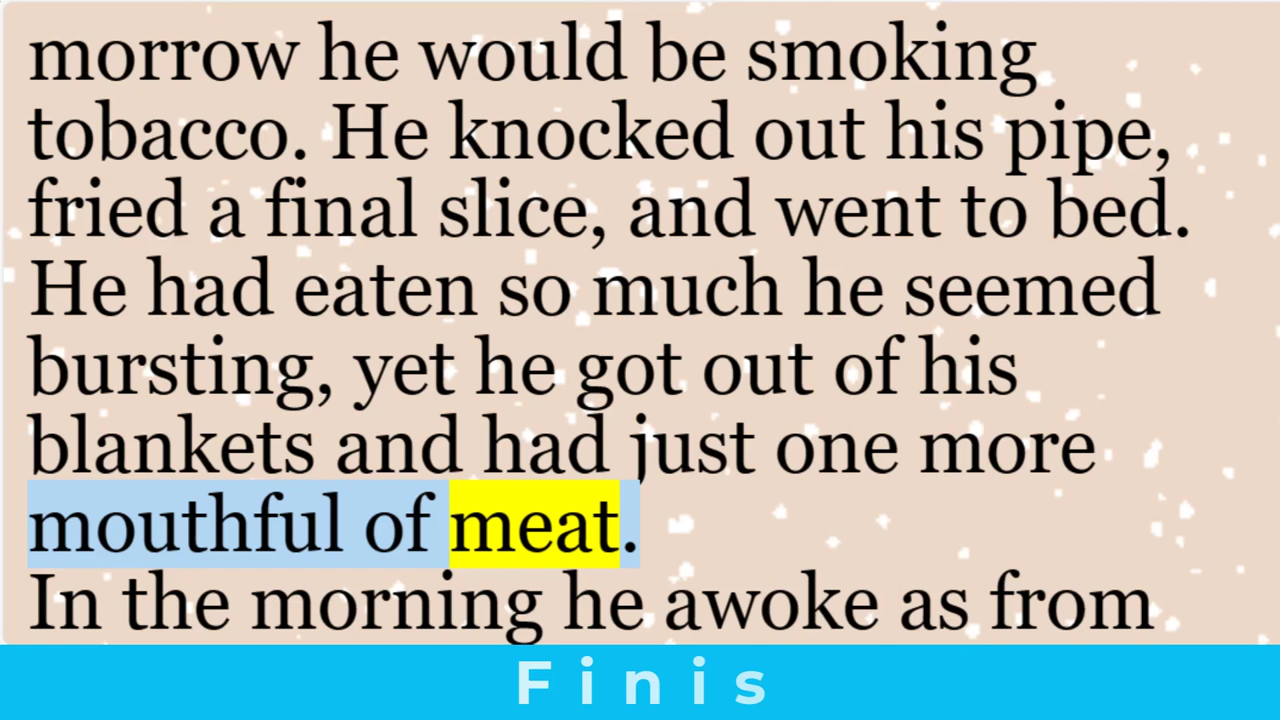 morrow he would be smoking
tobacco. He knocked out his pipe,
fried a final slice, and went to bed.
He had eaten so much he seemed
bursting, yet he got out of his
blankets and had just one more
mouthful of meat.
In the morning he awoke as from
Finis